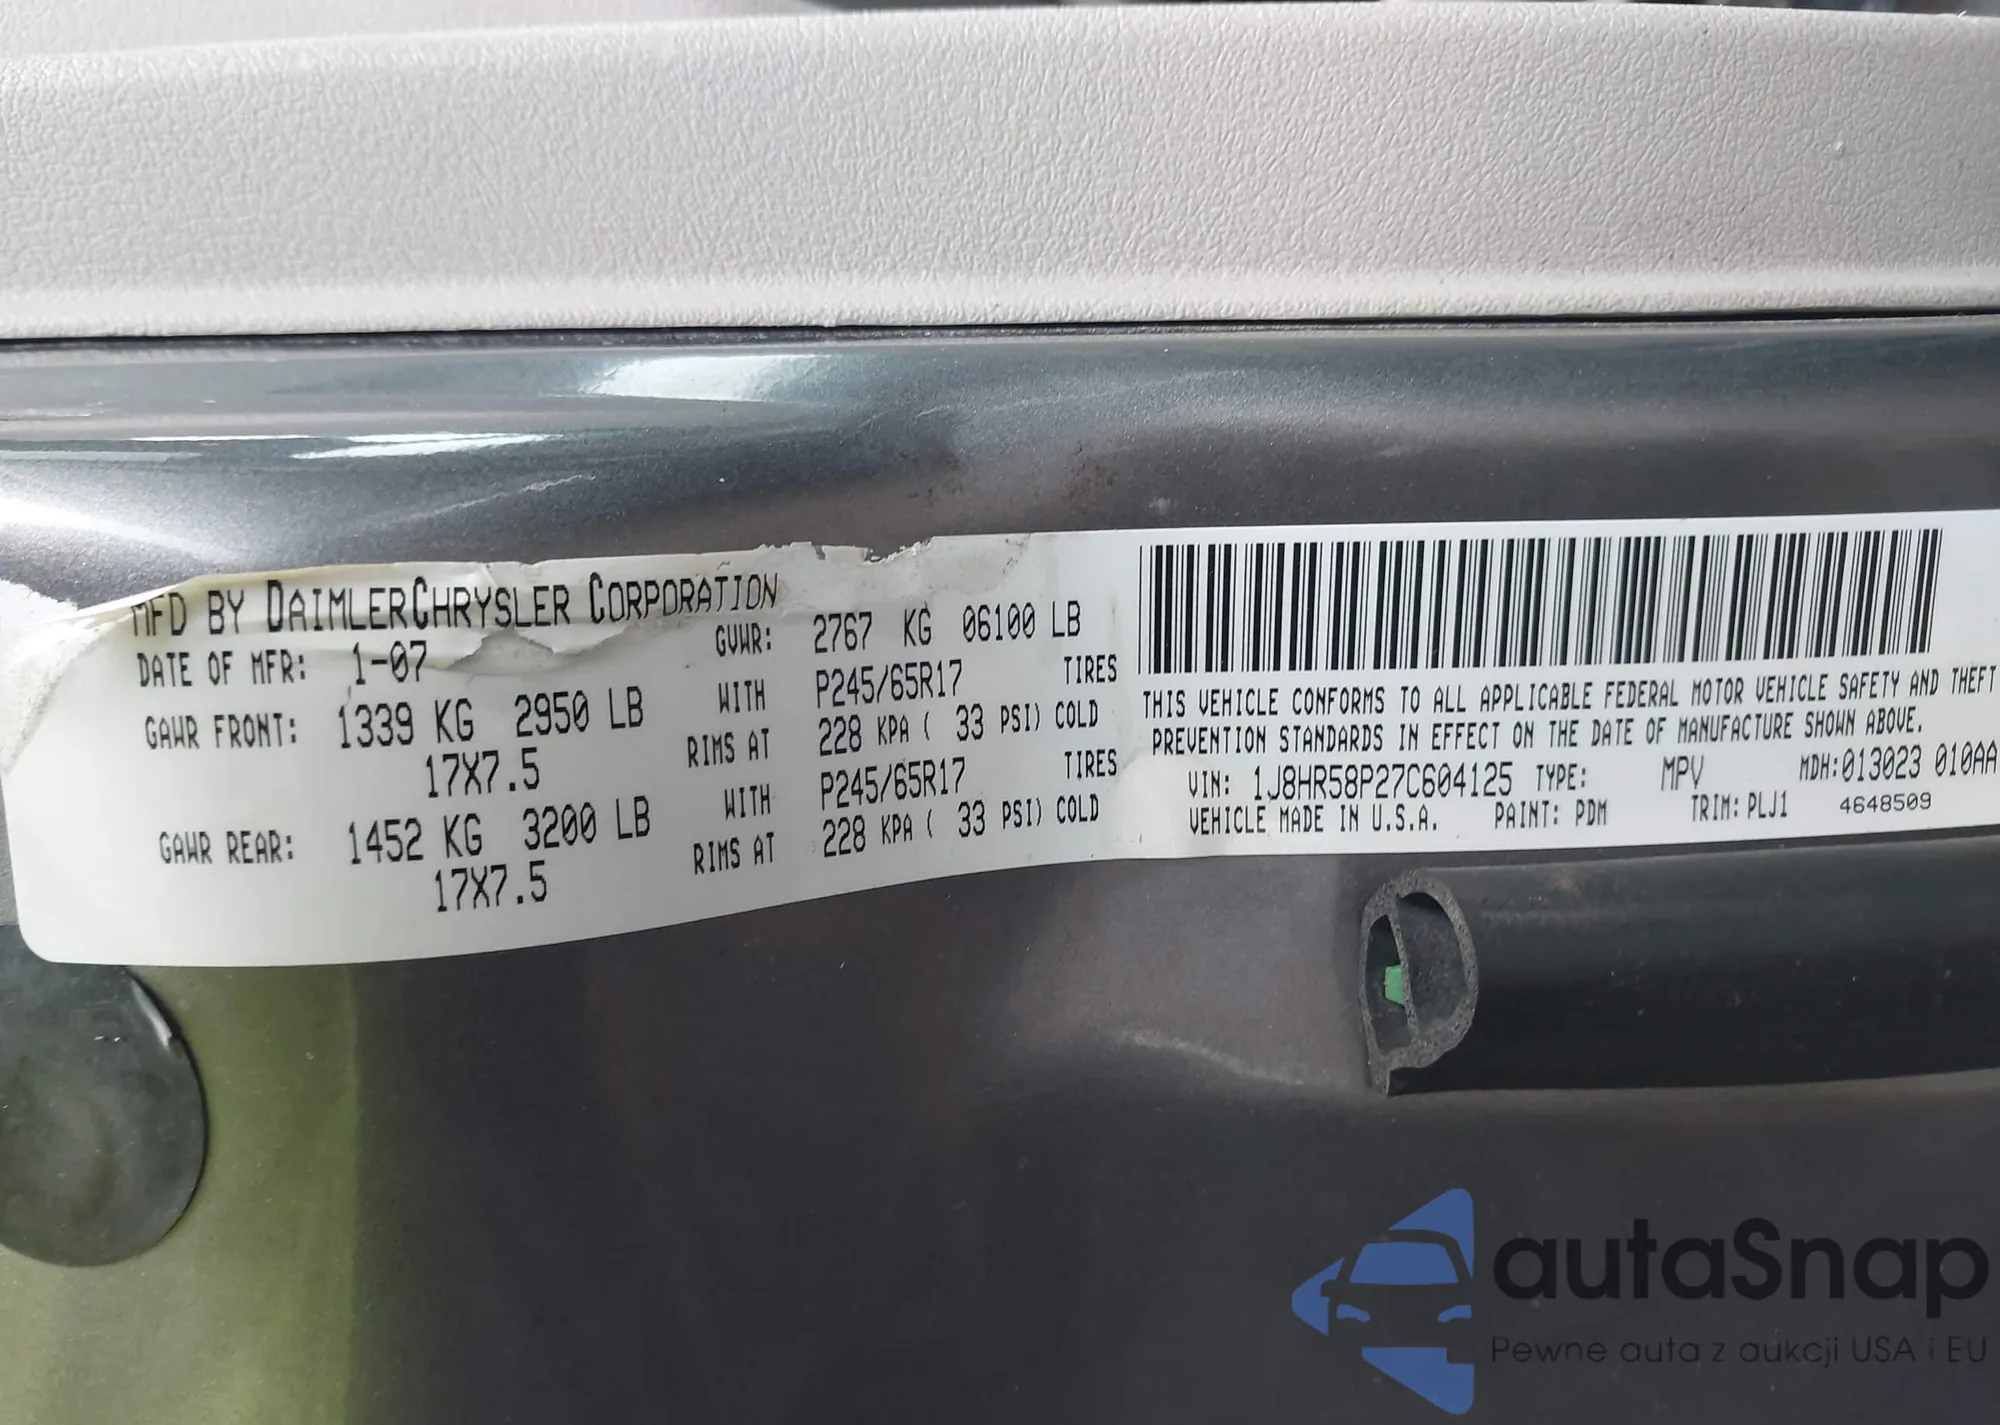 MFD BY DAIMLERCHRYSLER CORPORATION
DATE OF MFR: 1-07 GVWR: 2767 KG 06100 LB
GAWR FRONT: 1339 KG 2950 LB WITH P245/65R17 TIRES
17X7.5 RIMS AT 228 KPA ( 33 PSI) COLD
GAWR REAR: 1452 KG 3200 LB WITH P245/65R17 TIRES
17X7.5 RIMS AT 228 KPA ( 33 PSI) COLD
THIS VEHICLE CONFORMS TO ALL APPLICABLE FEDERAL MOTOR VEHICLE SAFETY AND THEFT
PREVENTION STANDARDS IN EFFECT ON THE DATE OF MANUFACTURE SHOWN ABOVE.
VIN: 1J8HR58P27C604125 TYPE: MPV MDH:013023 010AA
VEHICLE MADE IN U.S.A. PAINT: PDM TRIM: PLJ1 4648509
autaSnap
Pewne auta z aukcji USA i EU